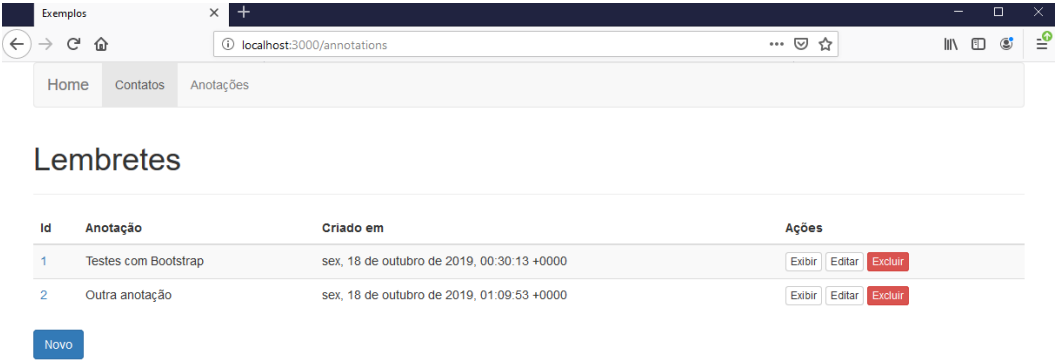 Exemplos
localhost:3000/annotations
Home Contatos Anotações
Lembretes
Id Anotação Criado em Ações
1 Testes com Bootstrap sex, 18 de outubro de 2019, 00:30:13 +0000 Exibir Editar Excluir
2 Outra anotação sex, 18 de outubro de 2019, 01:09:53 +0000 Exibir Editar Excluir
Novo